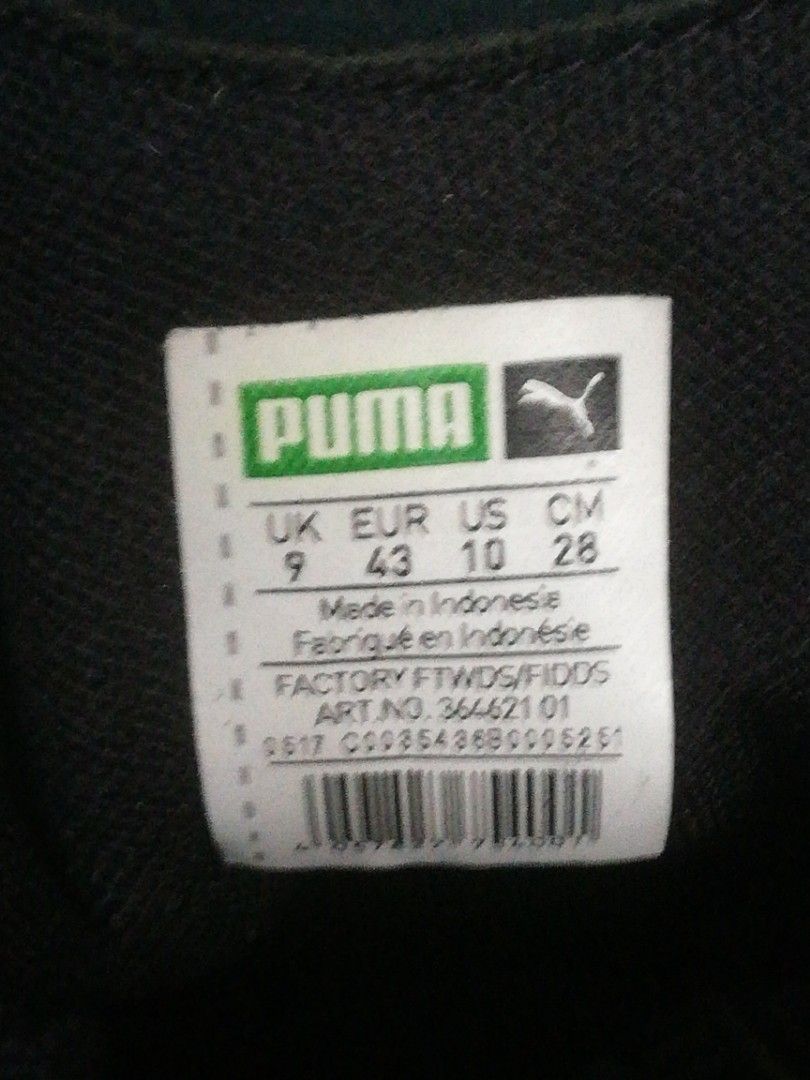 PUMA
UK EUR US CM
9 43 10 28
Made in Indonesia
Fabriqué en Indonésie
FACTORY FTWDS/FIDDS
ART.NO. 364621 01
0517